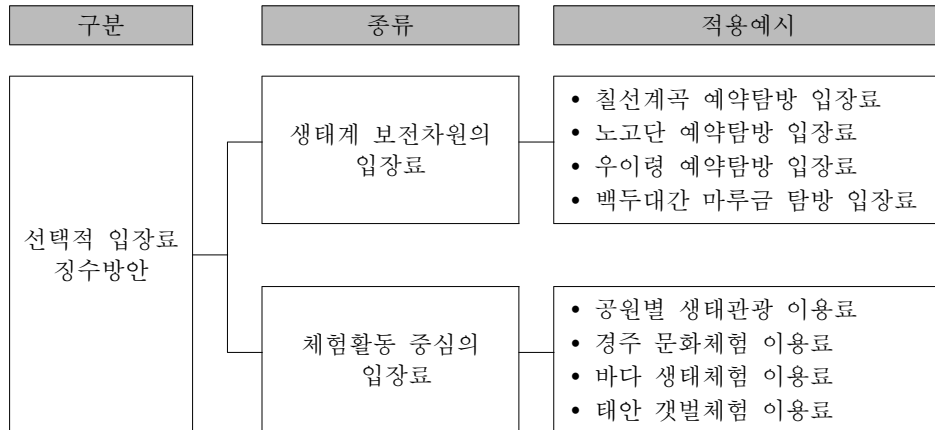 구분
종류
적용예시
선택적 입장료
징수방안
생태계 보전차원의
입장료
• 칠선계곡 예약탐방 입장료
• 노고단 예약탐방 입장료
• 우이령 예약탐방 입장료
• 백두대간 마루금 탐방 입장료
체험활동 중심의
입장료
• 공원별 생태관광 이용료
• 경주 문화체험 이용료
• 바다 생태체험 이용료
• 태안 갯벌체험 이용료